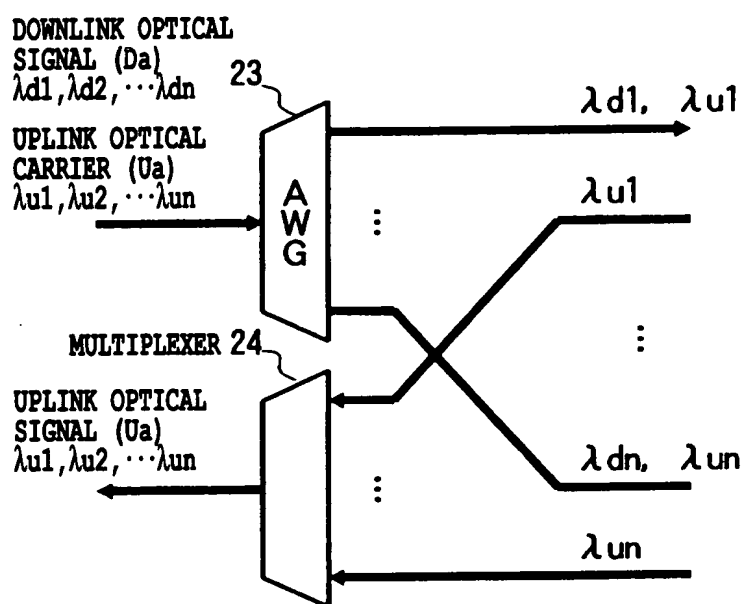 DOWNLINK OPTICAL
SIGNAL (Da)
λd1,λd2,···λdn
23
λd1, λu1
UPLINK OPTICAL
CARRIER (Ua)
λu1,λu2,···λun
AWG
λu1
MULTIPLEXER 24
UPLINK OPTICAL
SIGNAL (Ua)
λu1,λu2,···λun
λdn, λun
λun